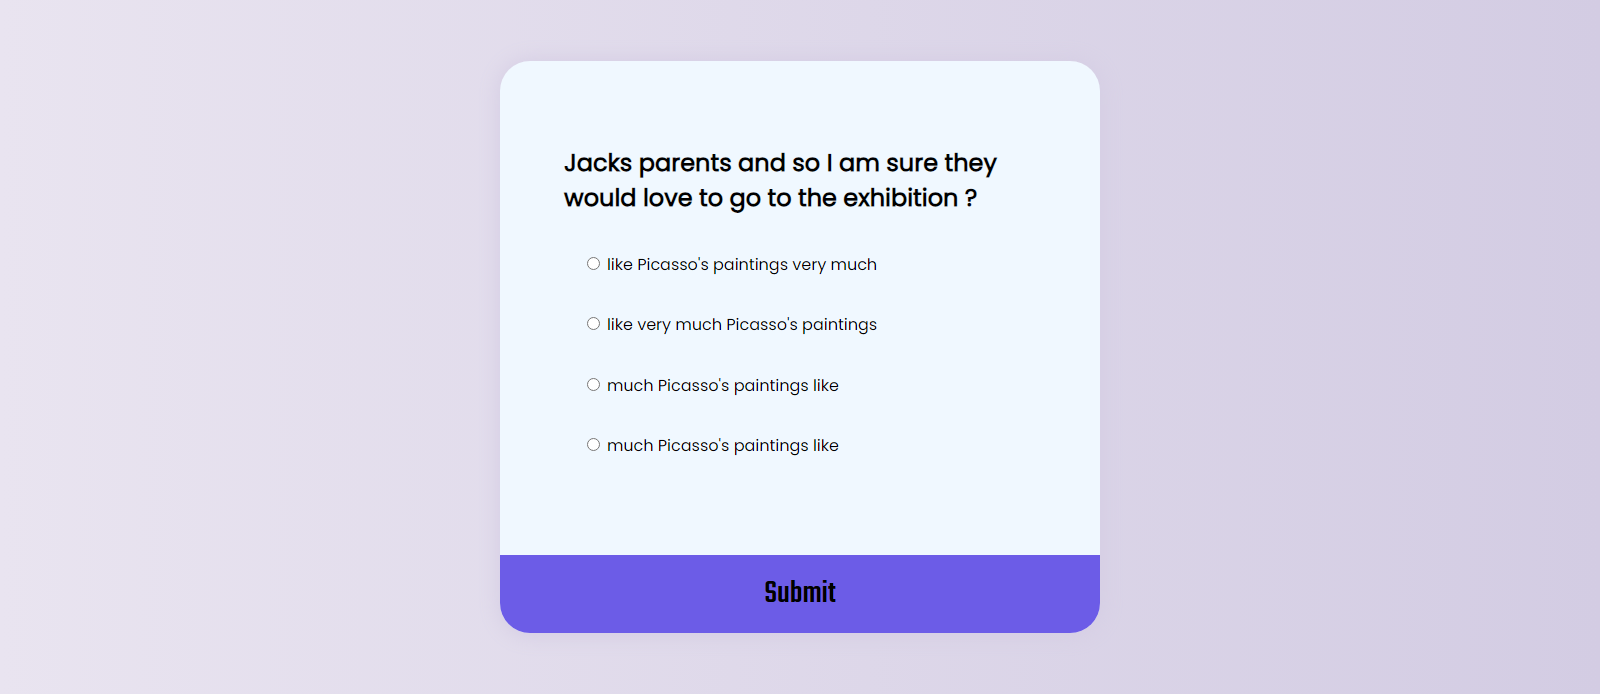 Jacks parents and so I am sure they
would love to go to the exhibition ?
like Picasso's paintings very much
like very much Picasso's paintings
much Picasso's paintings like
much Picasso's paintings like
Submit